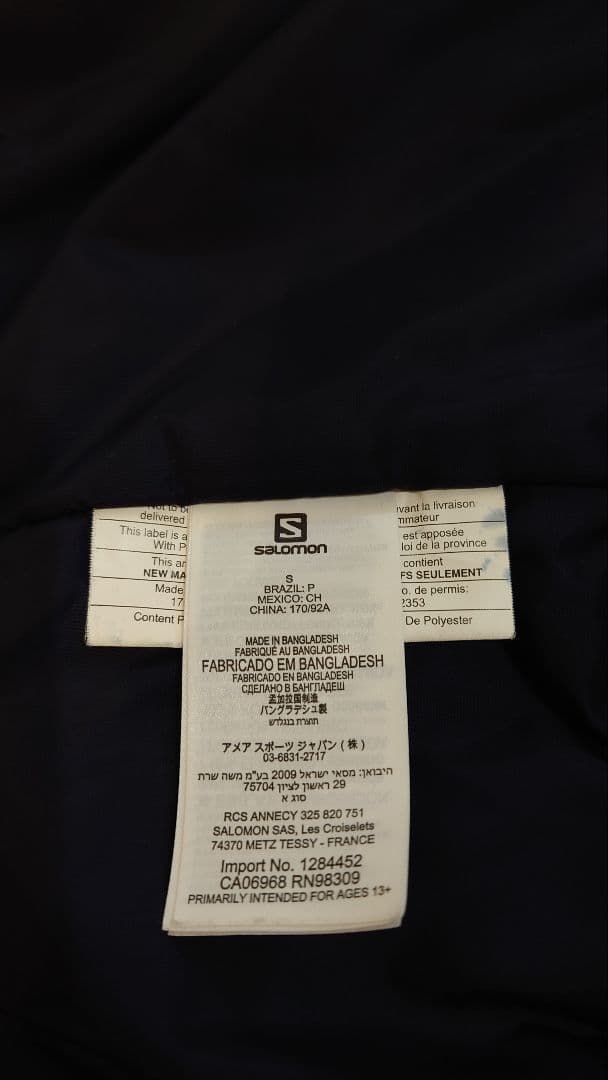 Not to be
delivered
This label is a
With P
This ar
NEW MA
Made
17
Content P
S
SALOMON
S
BRAZIL: P
MEXICO: CH
CHINA: 170/92A
MADE IN BANGLADESH
FABRIQUÉ AU BANGLADESH
FABRICADO EM BANGLADESH
FABRICADO EN BANGLADESH
СДЕЛАНО В БАНГЛАДЕШ
孟加拉国制造
バングラデシュ製
תוצרת בנגלדש
アメア スポーツ ジャパン ( 株 )
03-6831-2717
היבואן: מסאי ישראל 2009 בע"מ משה שרת
29 ראשון לציון 75704
סוג א
RCS ANNECY 325 820 751
SALOMON SAS, Les Croiselets
74370 METZ TESSY - FRANCE
Import No. 1284452
CA06968 RN98309
PRIMARILY INTENDED FOR AGES 13+
vant la livraison
mmateur
est apposée
loi de la province
contient
FS SEULEMENT
o. de permis:
2353
De Polyester